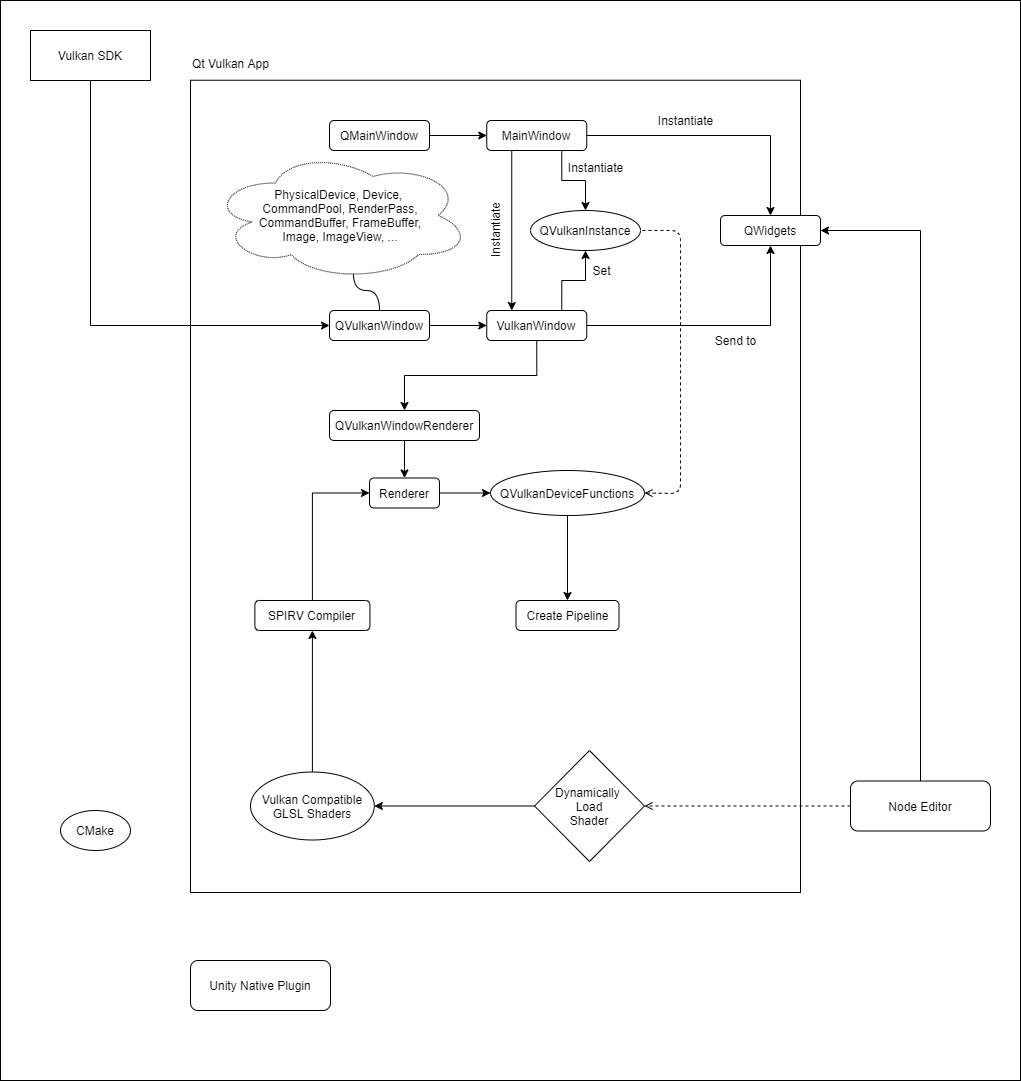 Vulkan SDK
Qt Vulkan App
Instantiate
QMainWindow
MainWindow
Instantiate
PhysicalDevice, Device,
CommandPool, RenderPass,
CommandBuffer, FrameBuffer,
Image, ImageView, ...
Instantiate
QVulkanInstance
QWidgets
Set
QVulkanWindow
VulkanWindow
Send to
QVulkanWindowRenderer
Renderer
QVulkanDeviceFunctions
SPIRV Compiler
Create Pipeline
Vulkan Compatible
GLSL Shaders
Dynamically
Load
Shader
Node Editor
CMake
Unity Native Plugin